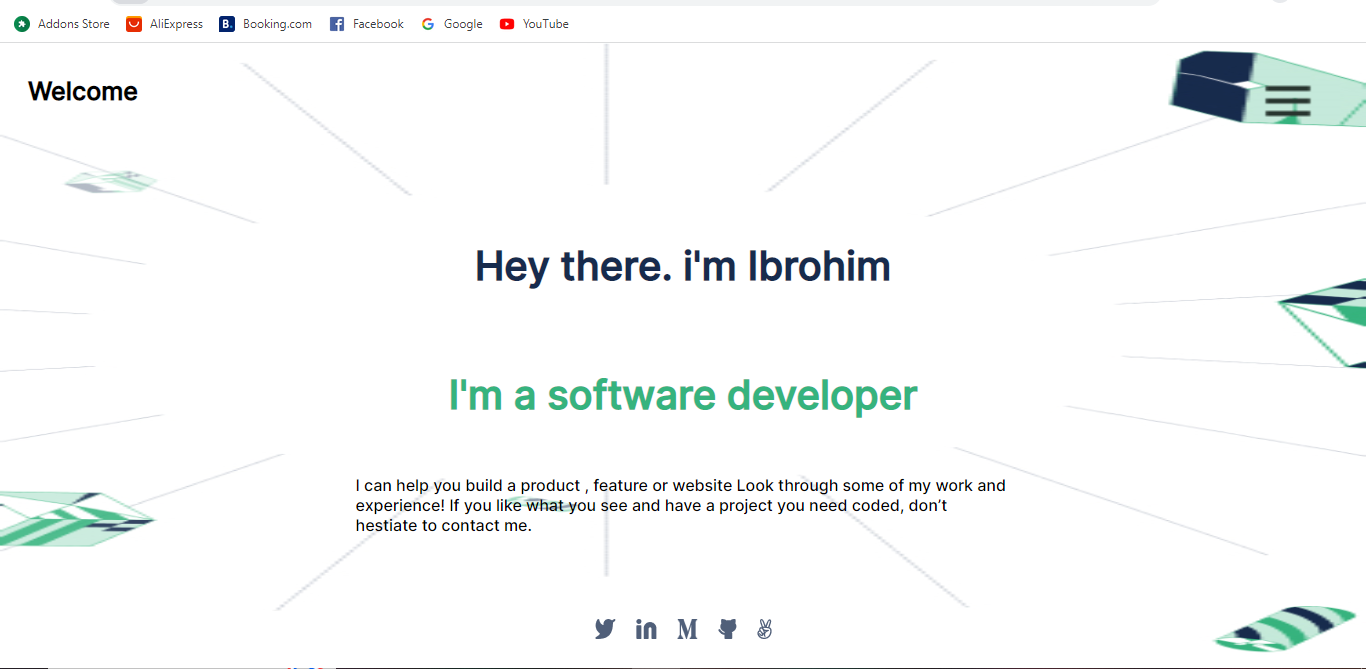 Addons Store AliExpress B. Booking.com Facebook Google YouTube
Welcome
Hey there. i'm Ibrohim
I'm a software developer
I can help you build a product , feature or website Look through some of my work and
experience! If you like what you see and have a project you need coded, don’t
hestiate to contact me.
in M